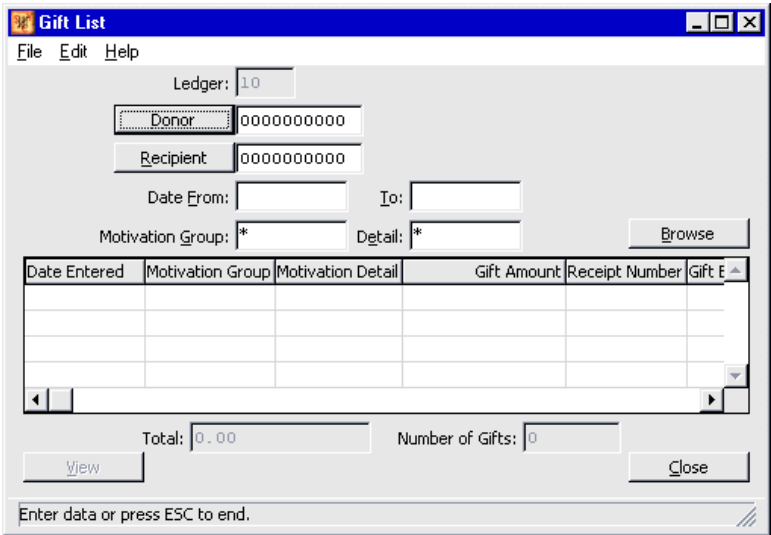 Gift List
File Edit Help
Ledger: 10
Donor 0000000000
Recipient 0000000000
Date From: To:
Motivation Group: * Detail: * Browse
Date Entered Motivation Group Motivation Detail Gift Amount Receipt Number Gift
Total: 0.00 Number of Gifts: 0
View Close
Enter data or press ESC to end.